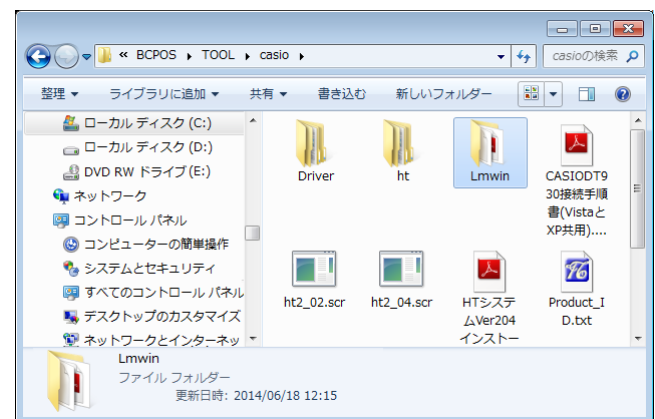 « BCPOS ▸ TOOL ▸ casio ▸
casioの検索
整理 ▼ ライブラリに追加 ▼ 共有 ▼ 書き込む 新しいフォルダー
ローカル ディスク (C:)
ローカル ディスク (D:)
DVD RW ドライブ (E:)
ネットワーク
コントロール パネル
コンピューターの簡単操作
システムとセキュリティ
すべてのコントロール パネル
デスクトップのカスタマイズ
ネットワークとインターネッ
Driver
ht
Lmwin
CASIODT9
30接続手順
書(Vistaと
XP共用)....
ht2_02.scr
ht2_04.scr
HTシステ
ムVer204
インストー
Product_I
D.txt
Lmwin
ファイル フォルダー
更新日時: 2014/06/18 12:15